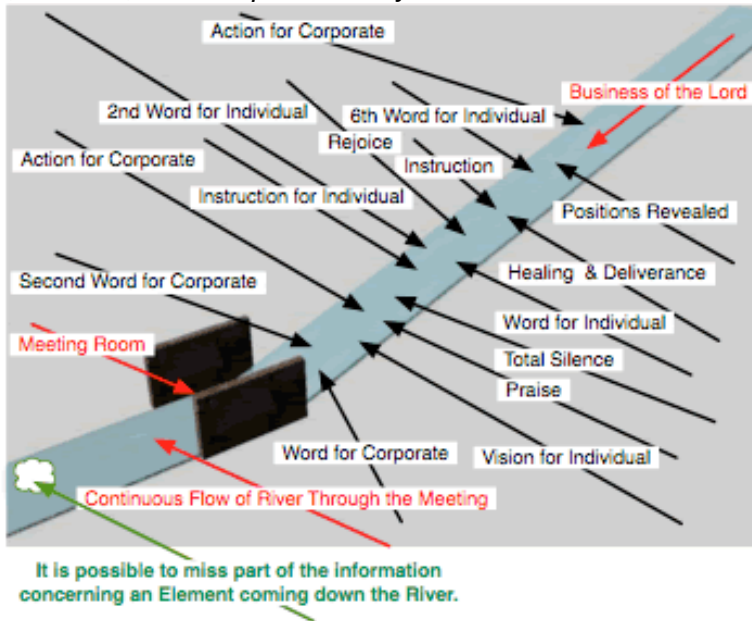 Action for Corporate
Business of the Lord
2nd Word for Individual
6th Word for Individual
Rejoice
Action for Corporate
Instruction
Instruction for Individual
Positions Revealed
Second Word for Corporate
Healing & Deliverance
Word for Individual
Meeting Room
Total Silence
Praise
Word for Corporate
Vision for Individual
Continuous Flow of River Through the Meeting
It is possible to miss part of the information
concerning an Element coming down the River.